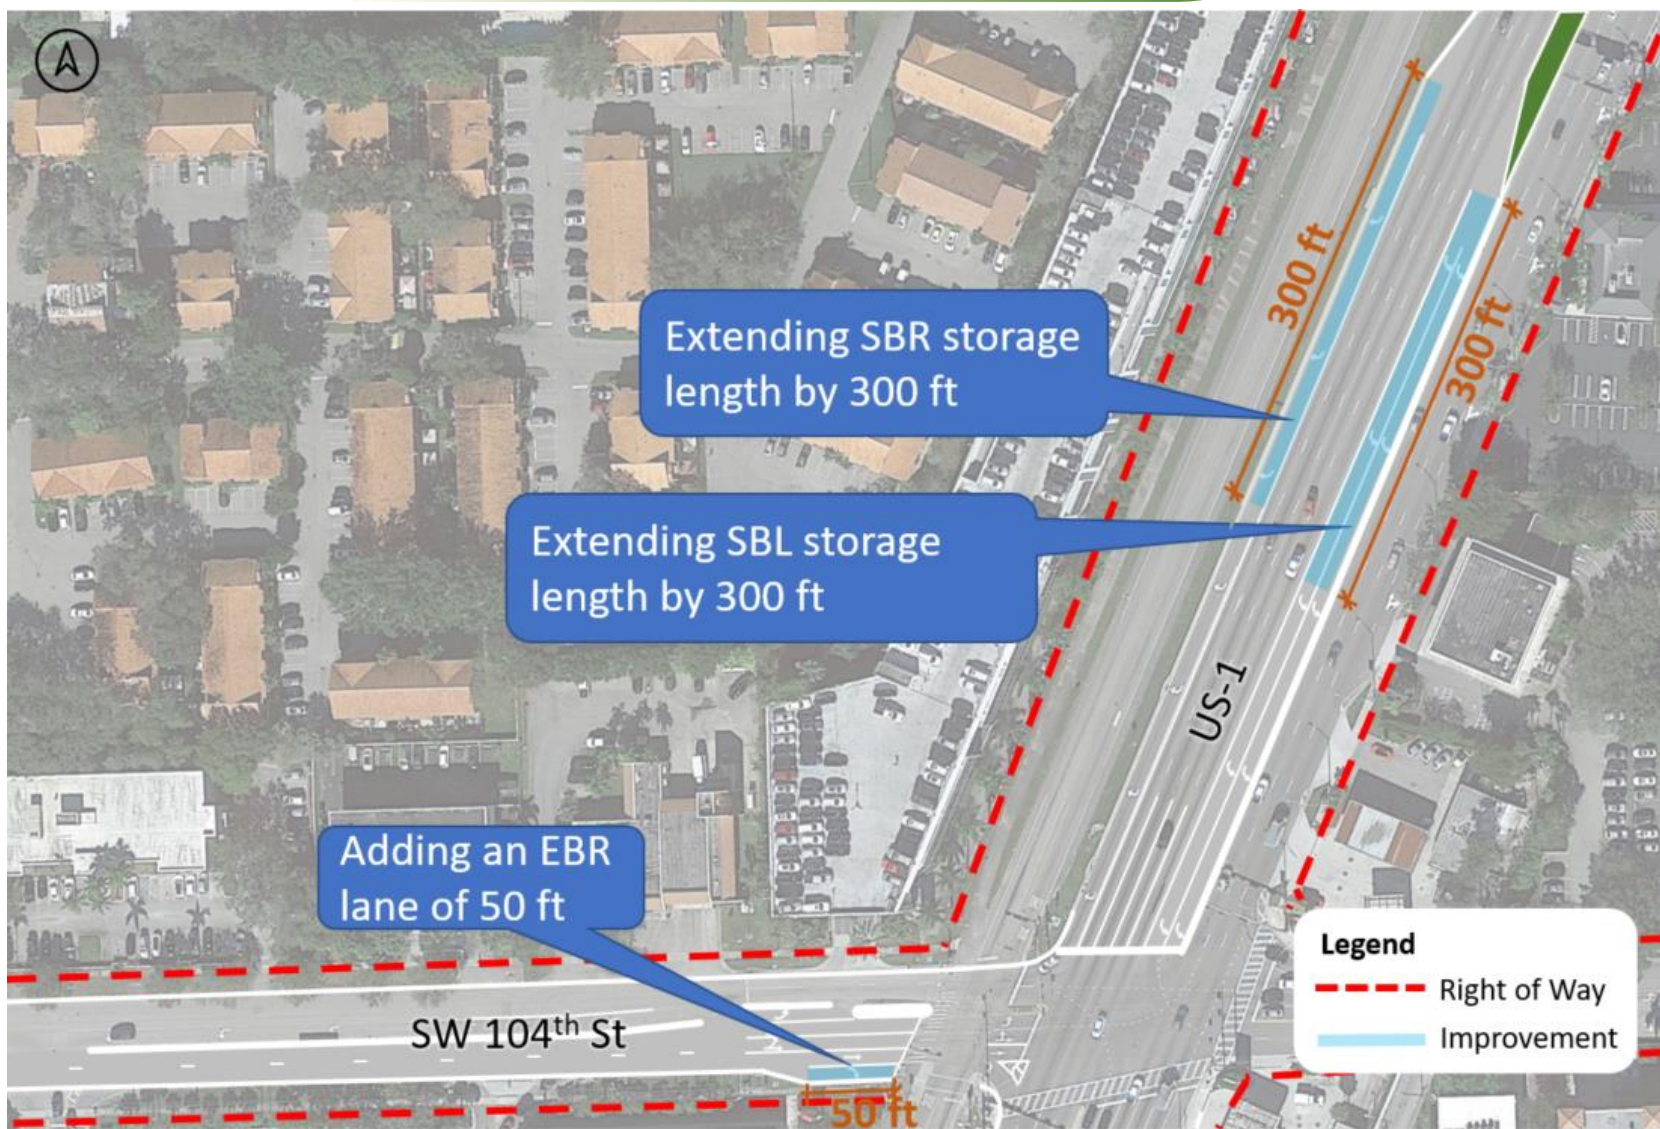 300 ft
300 ft
Extending SBR storage
length by 300 ft
Extending SBL storage
length by 300 ft
US-1
Adding an EBR
lane of 50 ft
SW 104th St
50 ft
Legend
Right of Way
Improvement